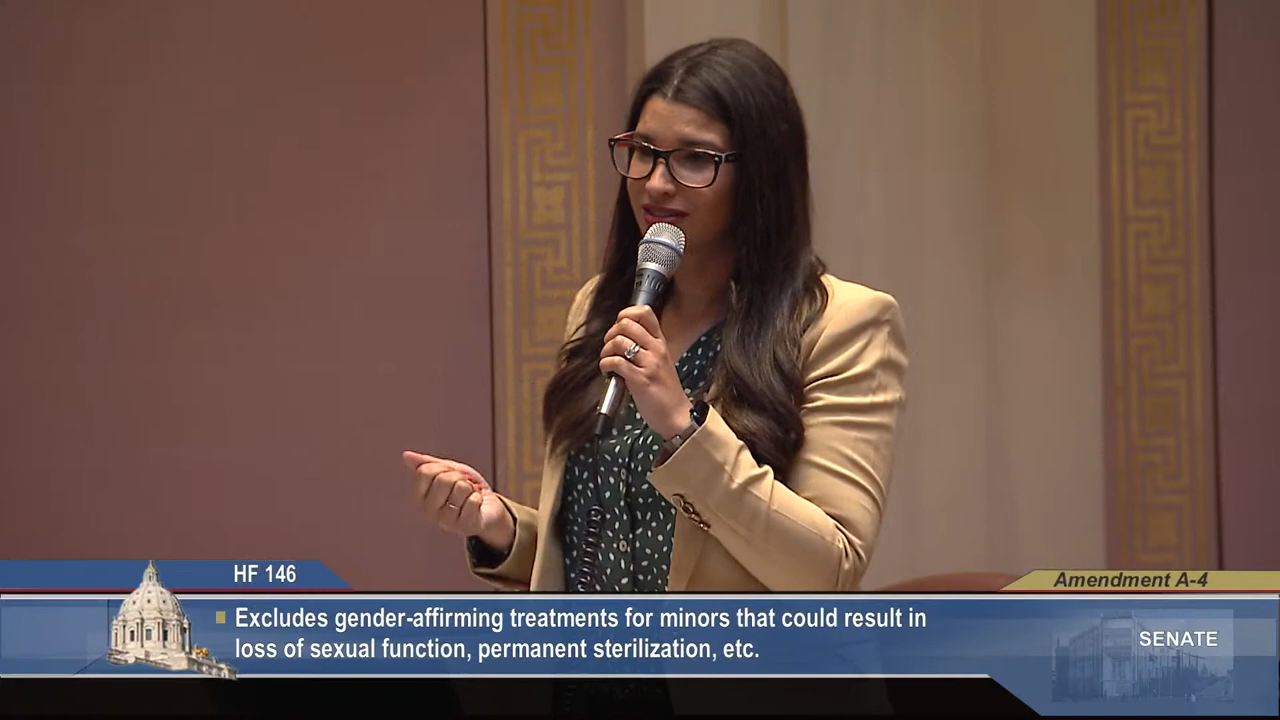 HF 146
Amendment A-4
Excludes gender-affirming treatments for minors that could result in
loss of sexual function, permanent sterilization, etc.
SENATE